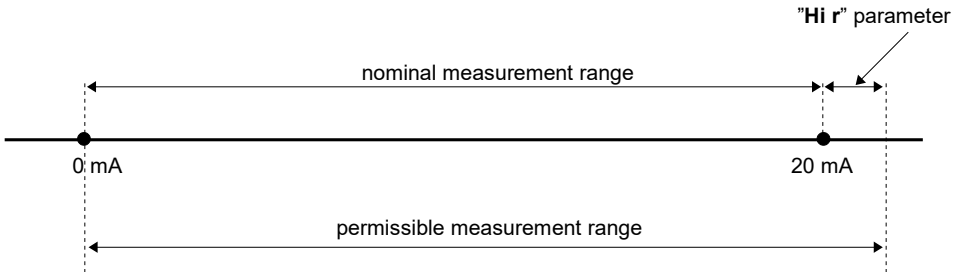 "Hi r" parameter
nominal measurement range
0 mA
20 mA
permissible measurement range